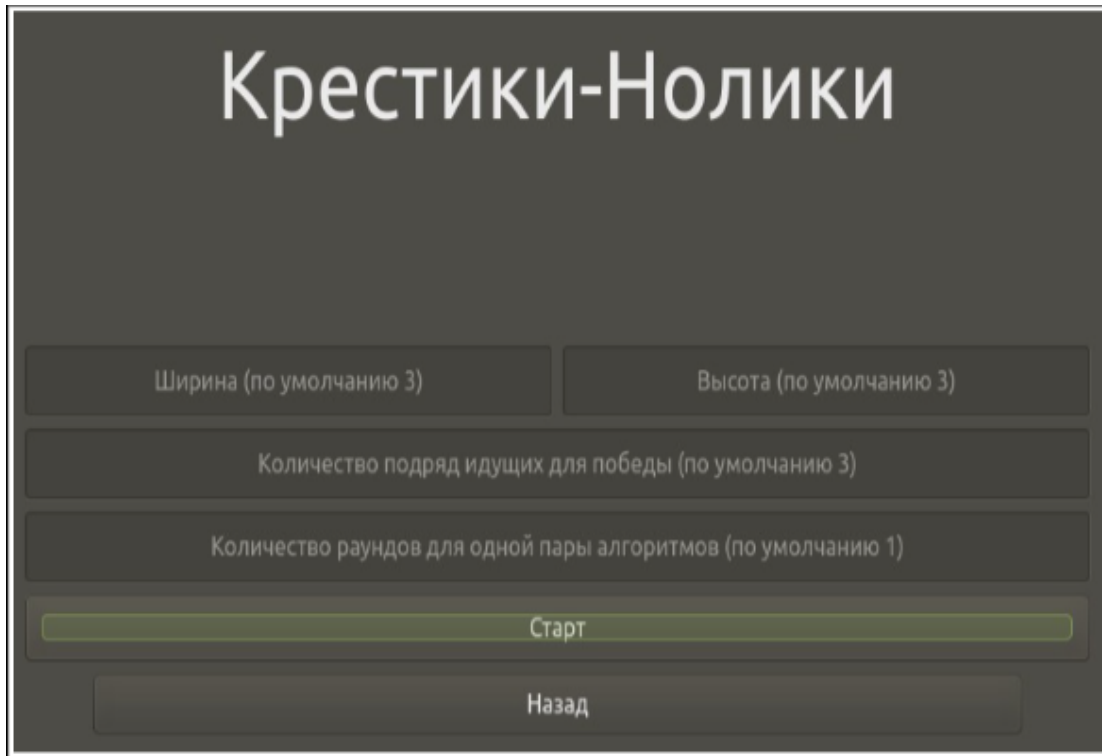 Крестики-Нолики
Ширина (по умолчанию 3)
Высота (по умолчанию 3)
Количество подряд идущих для победы (по умолчанию 3)
Количество раундов для одной пары алгоритмов (по умолчанию 1)
Старт
Назад